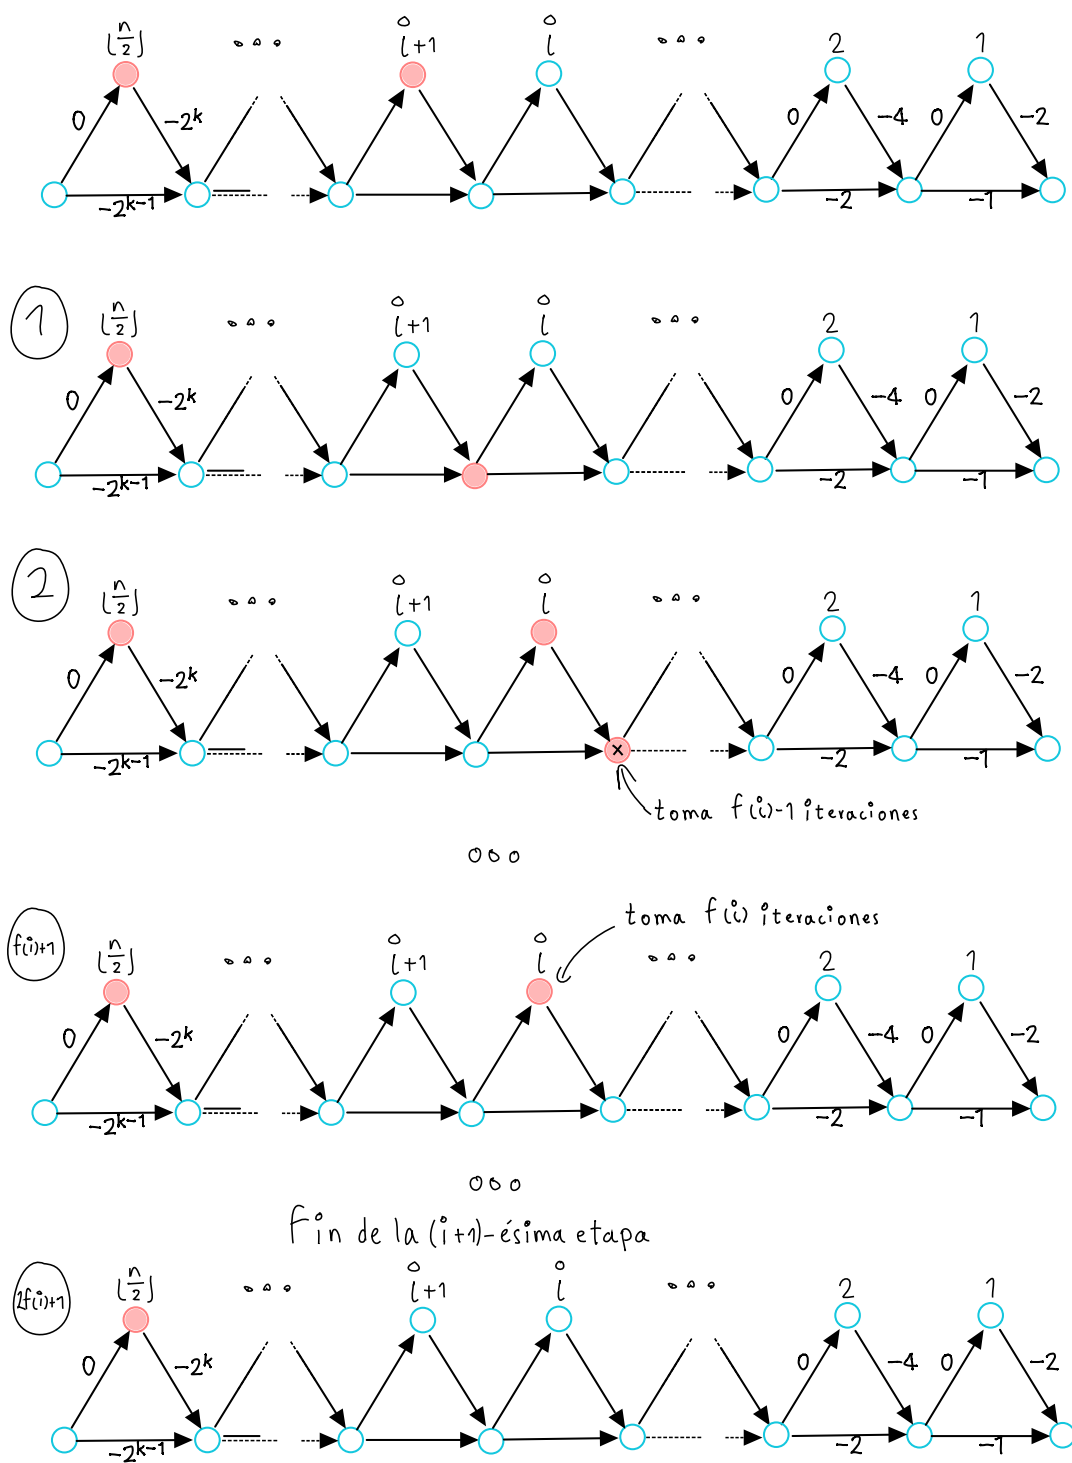 ⌊n/2⌋ ... i+1 i ... 2 1
0 -2^k 0 -4 0 -2
-2^k-1 -2 -1
1
⌊n/2⌋ ... i+1 i ... 2 1
0 -2^k 0 -4 0 -2
-2^k-1 -2 -1
2
⌊n/2⌋ ... i+1 i ... 2 1
0 -2^k 0 -4 0 -2
-2^k-1 x -2 -1
toma f(i)-1 iteraciones
...
toma f(i) iteraciones
f(i)+1
⌊n/2⌋ ... i+1 i ... 2 1
0 -2^k 0 -4 0 -2
-2^k-1 -2 -1
...
Fin de la (i+1)-ésima etapa
2f(i)+1
⌊n/2⌋ ... i+1 i ... 2 1
0 -2^k 0 -4 0 -2
-2^k-1 -2 -1